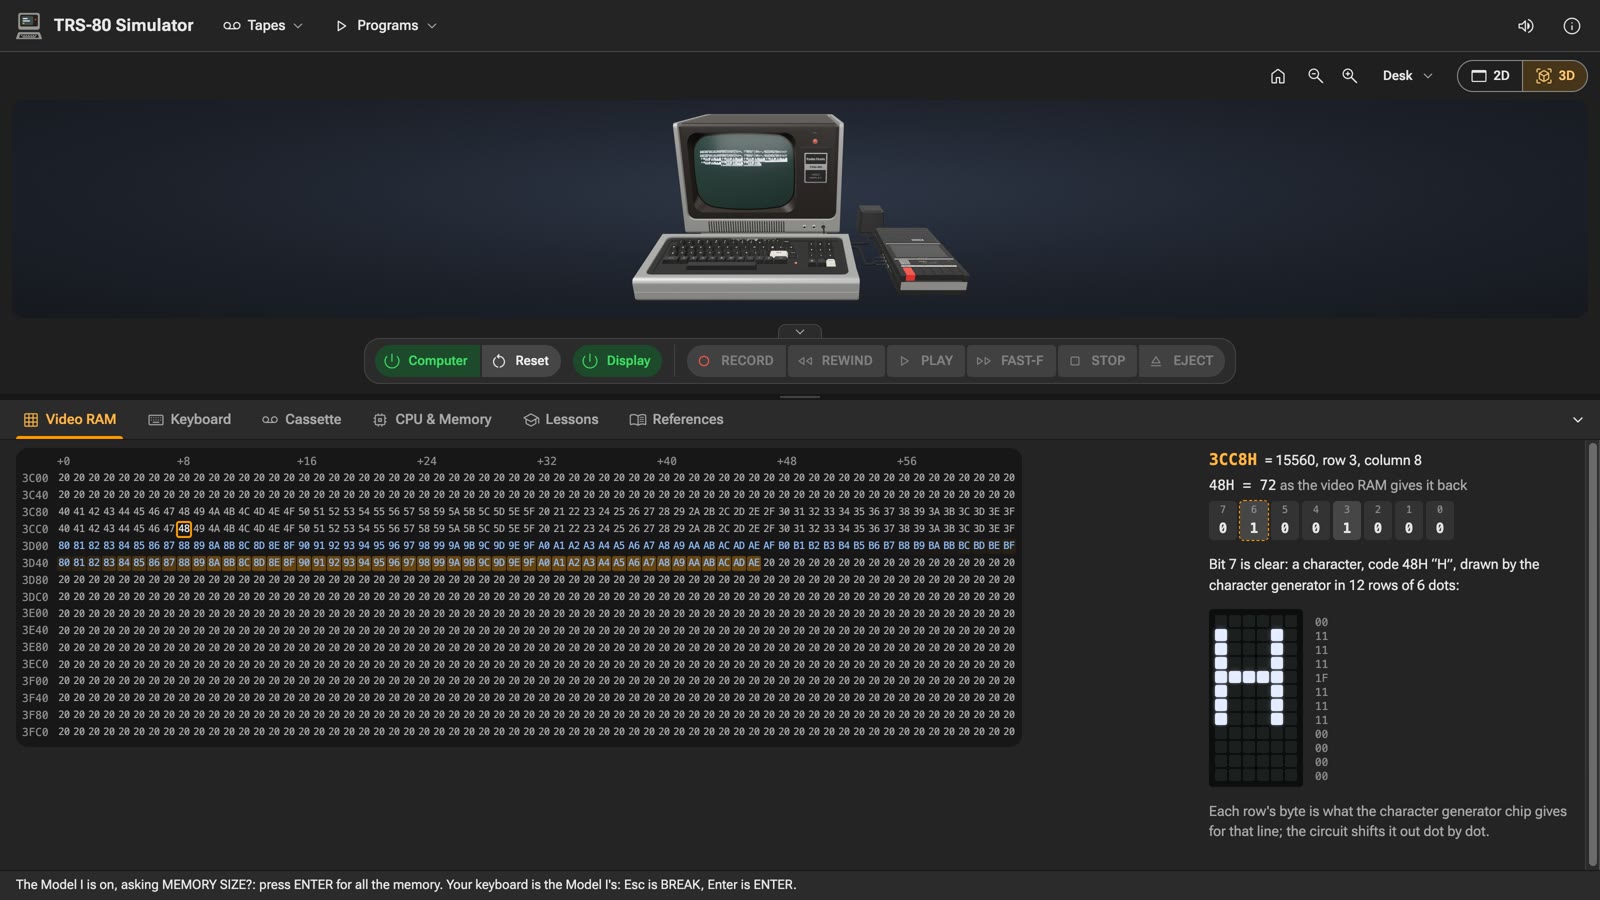 TRS-80 Simulator
Tapes
Programs
Desk
2D
3D
Computer
Reset
Display
RECORD
REWIND
PLAY
FAST-F
STOP
EJECT
Video RAM
Keyboard
Cassette
CPU & Memory
Lessons
References
+0 +8 +16 +24 +32 +40 +48 +56
3C00 20 20 20 20 20 20 20 20 20 20 20 20 20 20 20 20 20 20 20 20 20 20 20 20 20 20 20 20 20 20 20 20 20 20 20 20 20 20 20 20 20 20 20 20 20 20 20 20 20 20 20 20 20 20 20 20 20 20 20 20 20 20 20 20
3C40 20 20 20 20 20 20 20 20 20 20 20 20 20 20 20 20 20 20 20 20 20 20 20 20 20 20 20 20 20 20 20 20 20 20 20 20 20 20 20 20 20 20 20 20 20 20 20 20 20 20 20 20 20 20 20 20 20 20 20 20 20 20 20 20
3C80 40 41 42 43 44 45 46 47 48 49 4A 4B 4C 4D 4E 4F 50 51 52 53 54 55 56 57 58 59 5A 5B 5C 5D 5E 5F 20 21 22 23 24 25 26 27 28 29 2A 2B 2C 2D 2E 2F 30 31 32 33 34 35 36 37 38 39 3A 3B 3C 3D 3E 3F
3CC0 40 41 42 43 44 45 46 47 48 49 4A 4B 4C 4D 4E 4F 50 51 52 53 54 55 56 57 58 59 5A 5B 5C 5D 5E 5F 20 21 22 23 24 25 26 27 28 29 2A 2B 2C 2D 2E 2F 30 31 32 33 34 35 36 37 38 39 3A 3B 3C 3D 3E 3F
3D00 80 81 82 83 84 85 86 87 88 89 8A 8B 8C 8D 8E 8F 90 91 92 93 94 95 96 97 98 99 9A 9B 9C 9D 9E 9F A0 A1 A2 A3 A4 A5 A6 A7 A8 A9 AA AB AC AD AE AF B0 B1 B2 B3 B4 B5 B6 B7 B8 B9 BA BB BC BD BE BF
3D40 80 81 82 83 84 85 86 87 88 89 8A 8B 8C 8D 8E 8F 90 91 92 93 94 95 96 97 98 99 9A 9B 9C 9D 9E 9F A0 A1 A2 A3 A4 A5 A6 A7 A8 A9 AA AB AC AD AE 20 20 20 20 20 20 20 20 20 20 20 20 20 20 20 20 20
3D80 20 20 20 20 20 20 20 20 20 20 20 20 20 20 20 20 20 20 20 20 20 20 20 20 20 20 20 20 20 20 20 20 20 20 20 20 20 20 20 20 20 20 20 20 20 20 20 20 20 20 20 20 20 20 20 20 20 20 20 20 20 20 20 20
3DC0 20 20 20 20 20 20 20 20 20 20 20 20 20 20 20 20 20 20 20 20 20 20 20 20 20 20 20 20 20 20 20 20 20 20 20 20 20 20 20 20 20 20 20 20 20 20 20 20 20 20 20 20 20 20 20 20 20 20 20 20 20 20 20 20
3E00 20 20 20 20 20 20 20 20 20 20 20 20 20 20 20 20 20 20 20 20 20 20 20 20 20 20 20 20 20 20 20 20 20 20 20 20 20 20 20 20 20 20 20 20 20 20 20 20 20 20 20 20 20 20 20 20 20 20 20 20 20 20 20 20
3E40 20 20 20 20 20 20 20 20 20 20 20 20 20 20 20 20 20 20 20 20 20 20 20 20 20 20 20 20 20 20 20 20 20 20 20 20 20 20 20 20 20 20 20 20 20 20 20 20 20 20 20 20 20 20 20 20 20 20 20 20 20 20 20 20
3E80 20 20 20 20 20 20 20 20 20 20 20 20 20 20 20 20 20 20 20 20 20 20 20 20 20 20 20 20 20 20 20 20 20 20 20 20 20 20 20 20 20 20 20 20 20 20 20 20 20 20 20 20 20 20 20 20 20 20 20 20 20 20 20 20
3EC0 20 20 20 20 20 20 20 20 20 20 20 20 20 20 20 20 20 20 20 20 20 20 20 20 20 20 20 20 20 20 20 20 20 20 20 20 20 20 20 20 20 20 20 20 20 20 20 20 20 20 20 20 20 20 20 20 20 20 20 20 20 20 20 20
3F00 20 20 20 20 20 20 20 20 20 20 20 20 20 20 20 20 20 20 20 20 20 20 20 20 20 20 20 20 20 20 20 20 20 20 20 20 20 20 20 20 20 20 20 20 20 20 20 20 20 20 20 20 20 20 20 20 20 20 20 20 20 20 20 20
3F40 20 20 20 20 20 20 20 20 20 20 20 20 20 20 20 20 20 20 20 20 20 20 20 20 20 20 20 20 20 20 20 20 20 20 20 20 20 20 20 20 20 20 20 20 20 20 20 20 20 20 20 20 20 20 20 20 20 20 20 20 20 20 20 20
3F80 20 20 20 20 20 20 20 20 20 20 20 20 20 20 20 20 20 20 20 20 20 20 20 20 20 20 20 20 20 20 20 20 20 20 20 20 20 20 20 20 20 20 20 20 20 20 20 20 20 20 20 20 20 20 20 20 20 20 20 20 20 20 20 20
3FC0 20 20 20 20 20 20 20 20 20 20 20 20 20 20 20 20 20 20 20 20 20 20 20 20 20 20 20 20 20 20 20 20 20 20 20 20 20 20 20 20 20 20 20 20 20 20 20 20 20 20 20 20 20 20 20 20 20 20 20 20 20 20 20 20
3CC8H = 15560, row 3, column 8
48H = 72 as the video RAM gives it back
7 6 5 4 3 2 1 0
0 1 0 0 1 0 0 0
Bit 7 is clear: a character, code 48H “H”, drawn by the
character generator in 12 rows of 6 dots:
00
11
11
11
1F
11
11
11
00
00
00
00
Each row's byte is what the character generator chip gives
for that line; the circuit shifts it out dot by dot.
The Model I is on, asking MEMORY SIZE?: press ENTER for all the memory. Your keyboard is the Model I's: Esc is BREAK, Enter is ENTER.